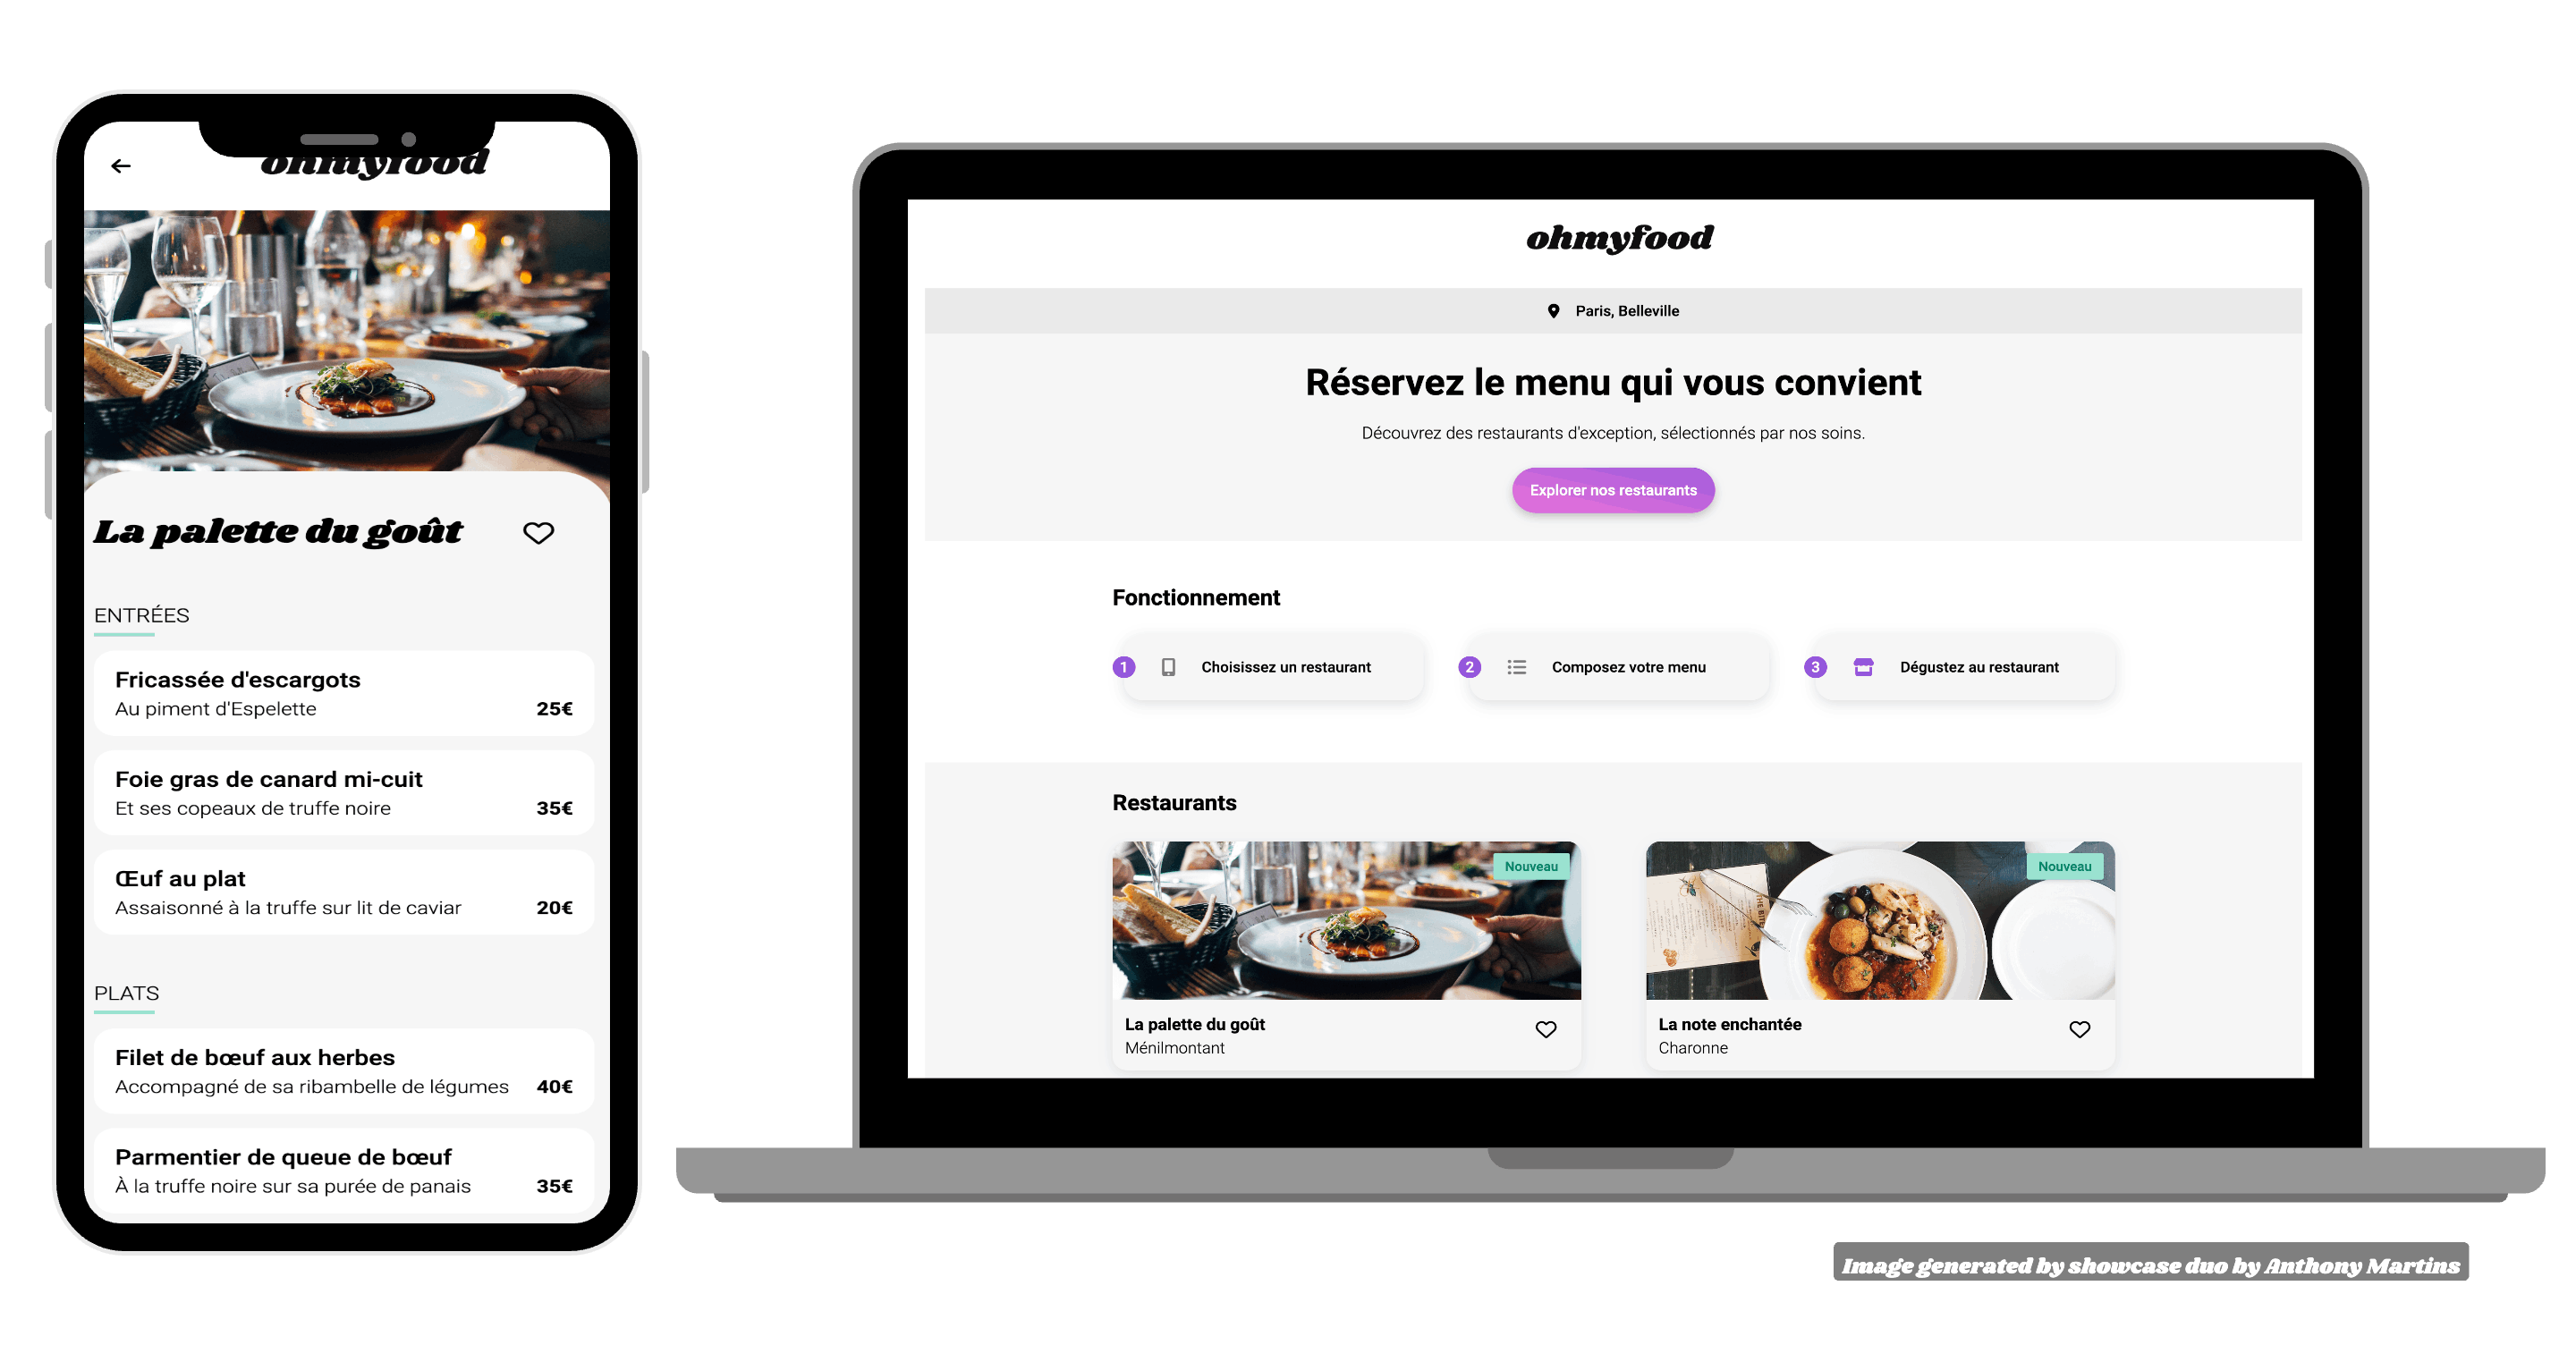 ohmyfood
La palette du goût
ENTRÉES
Fricassée d'escargots
Au piment d'Espelette
25€
Foie gras de canard mi-cuit
Et ses copeaux de truffe noire
35€
Œuf au plat
Assaisonné à la truffe sur lit de caviar
20€
PLATS
Filet de bœuf aux herbes
Accompagné de sa ribambelle de légumes
40€
Parmentier de queue de bœuf
À la truffe noire sur sa purée de panais
35€
ohmyfood
Paris, Belleville
Réservez le menu qui vous convient
Découvrez des restaurants d'exception, sélectionnés par nos soins.
Explorer nos restaurants
Fonctionnement
1 Choisissez un restaurant
2 Composez votre menu
3 Dégustez au restaurant
Restaurants
Nouveau
La palette du goût
Ménilmontant
Nouveau
THE BITE
La note enchantée
Charonne
Image generated by showcase duo by Anthony Martins